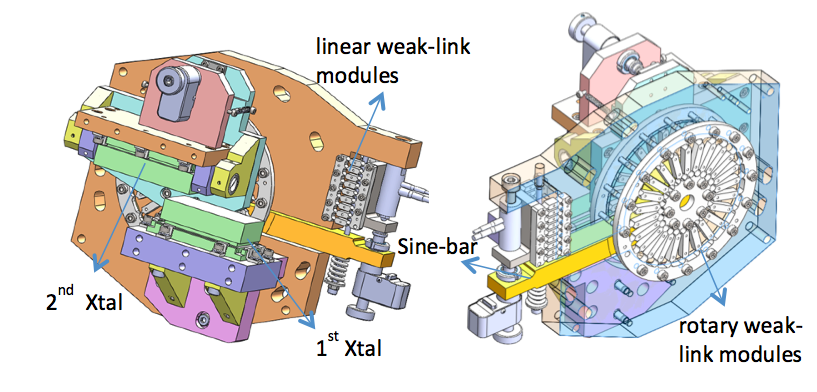 linear weak-link
modules
Sine-bar
2nd Xtal
1st Xtal
rotary weak-
link modules